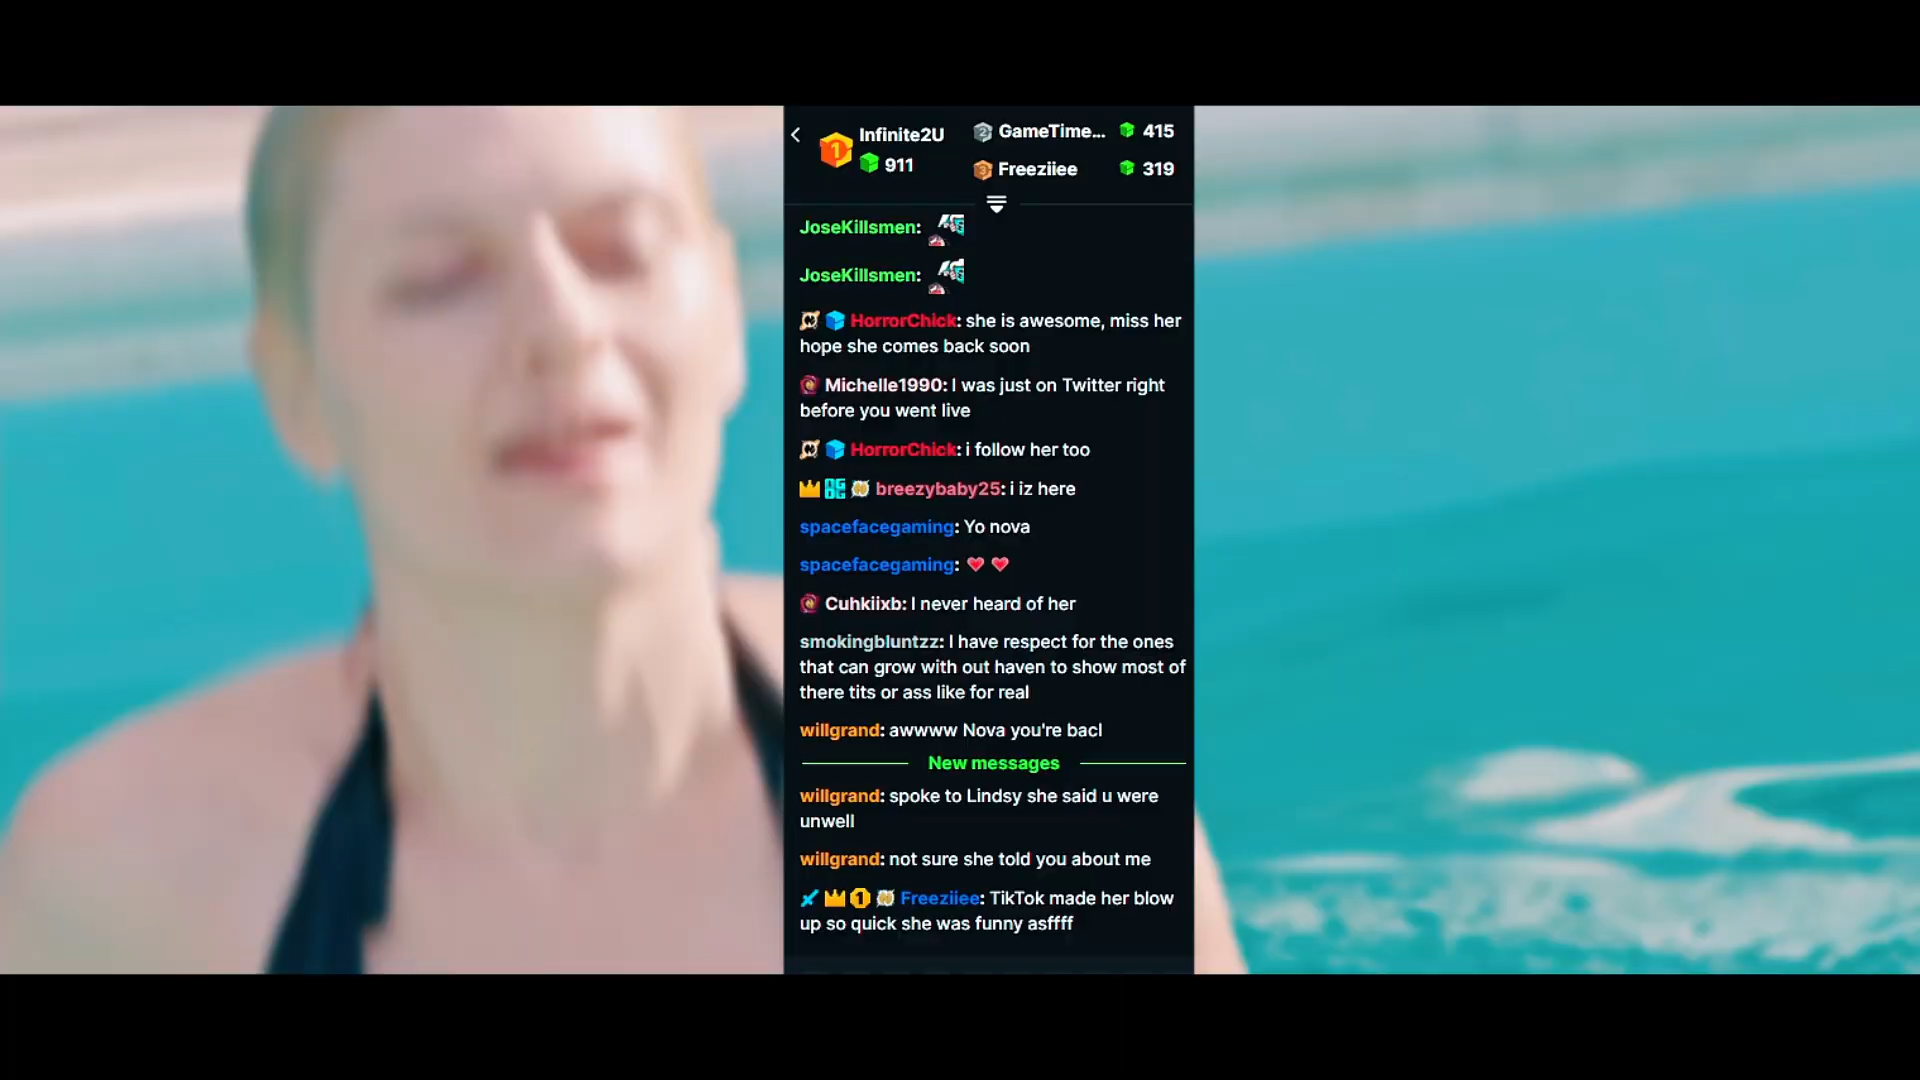 Infinite2U
911
GameTime... 415
Freeziiee 319
JoseKillsmen:
JoseKillsmen:
HorrorChick: she is awesome, miss her
hope she comes back soon
Michelle1990: I was just on Twitter right
before you went live
HorrorChick: i follow her too
breezybaby25: i iz here
spacefacegaming: Yo nova
spacefacegaming:
Cuhkiixb: I never heard of her
smokingbluntzz: I have respect for the ones
that can grow with out haven to show most of
there tits or ass like for real
willgrand: awwww Nova you're bacl
New messages
willgrand: spoke to Lindsy she said u were
unwell
willgrand: not sure she told you about me
Freeziiee: TikTok made her blow
up so quick she was funny asffff